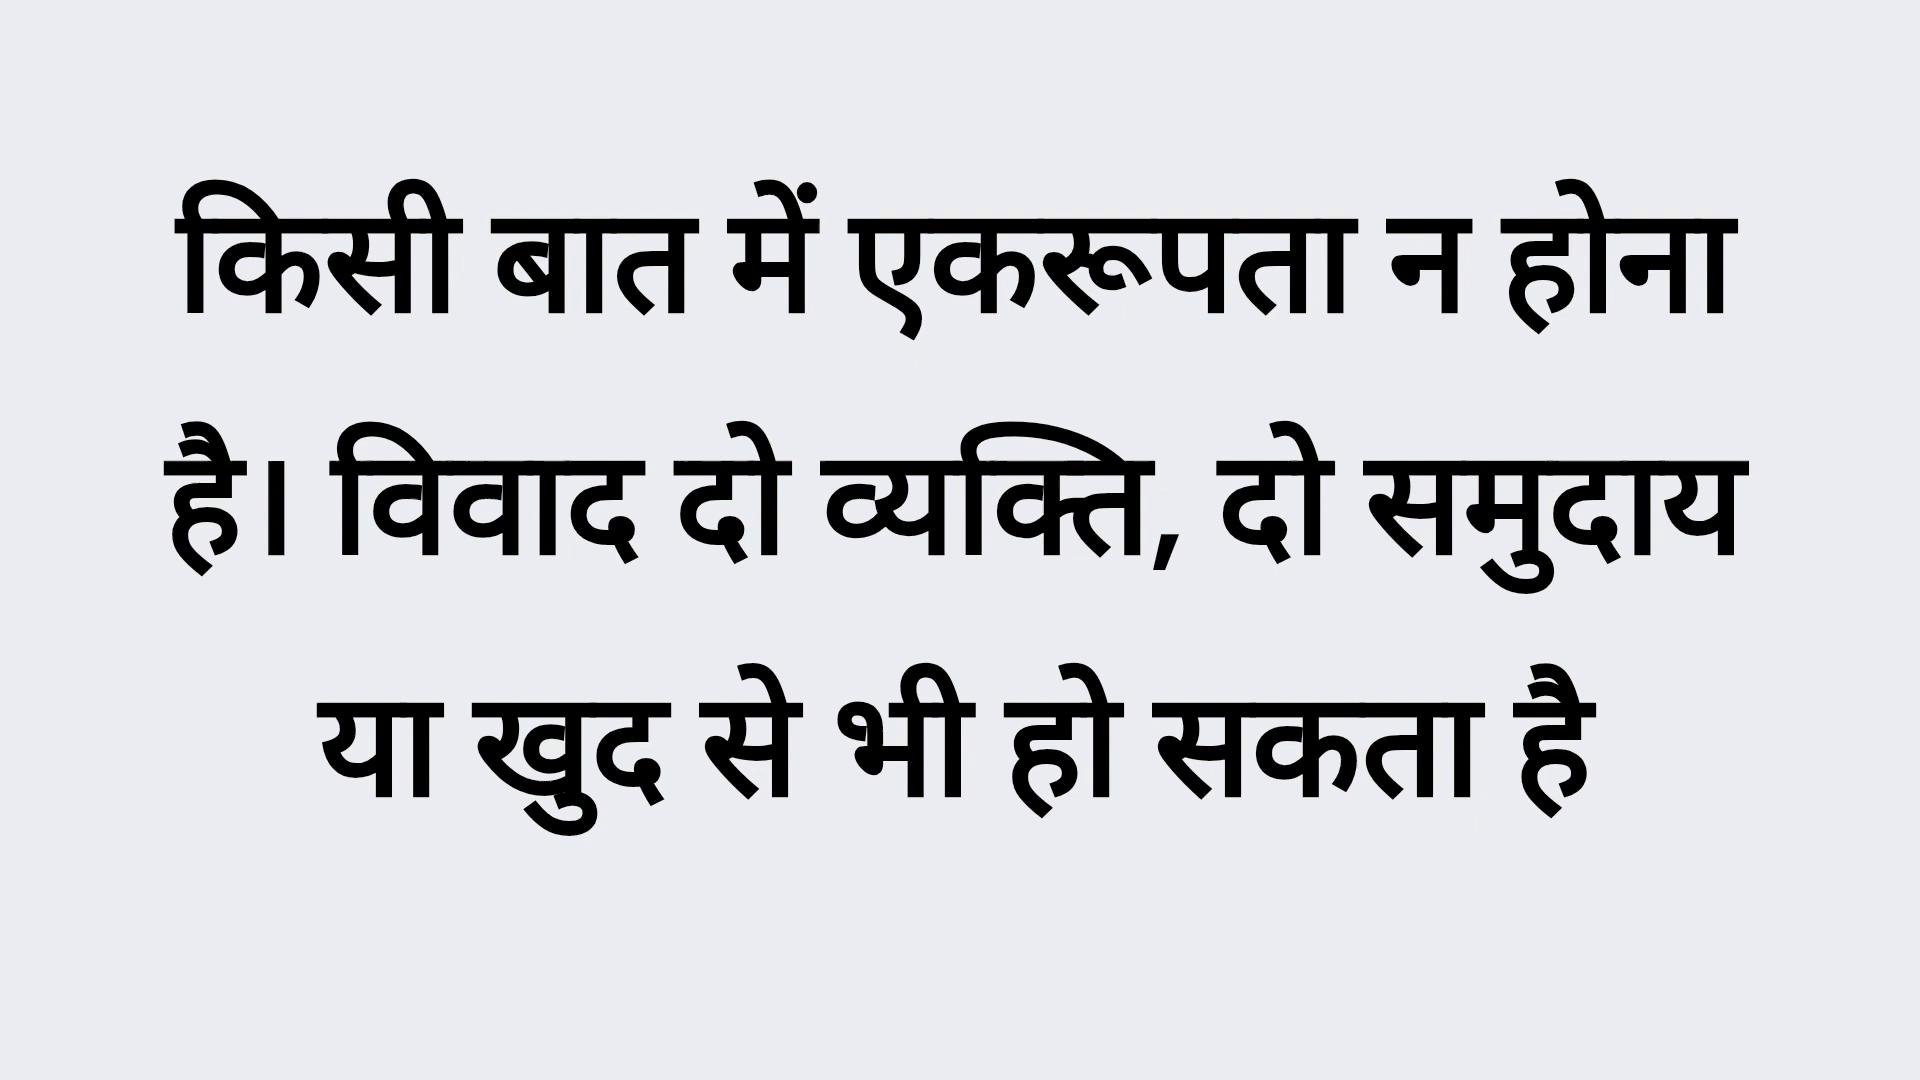 किसी बात में एकरूपता न होना
है। विवाद दो व्यक्ति, दो समुदाय
या खुद से भी हो सकता है